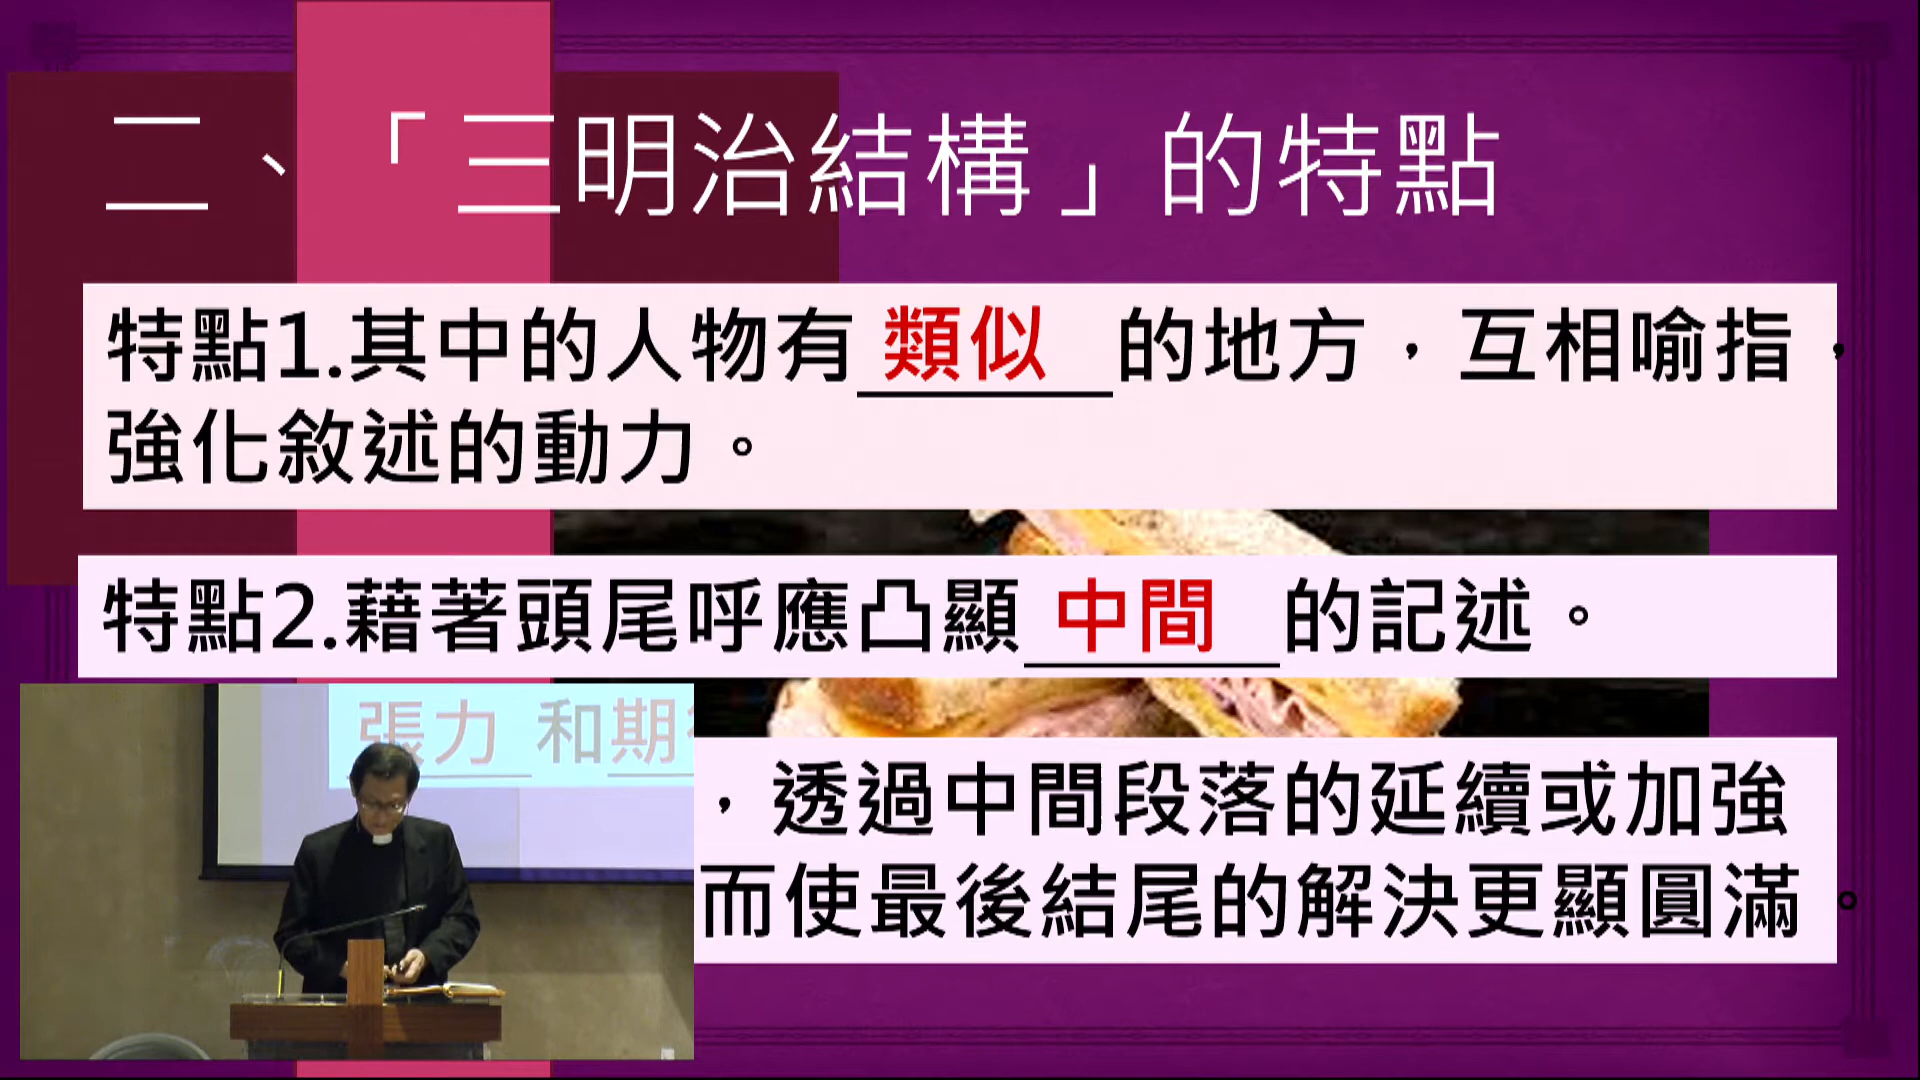 二、「三明治結構」的特點
特點1.其中的人物有 類似 的地方，互相喻指，
強化敘述的動力。
特點2.藉著頭尾呼應凸顯 中間 的記述。
張力 和期
，透過中間段落的延續或加強
而使最後結尾的解決更顯圓滿。